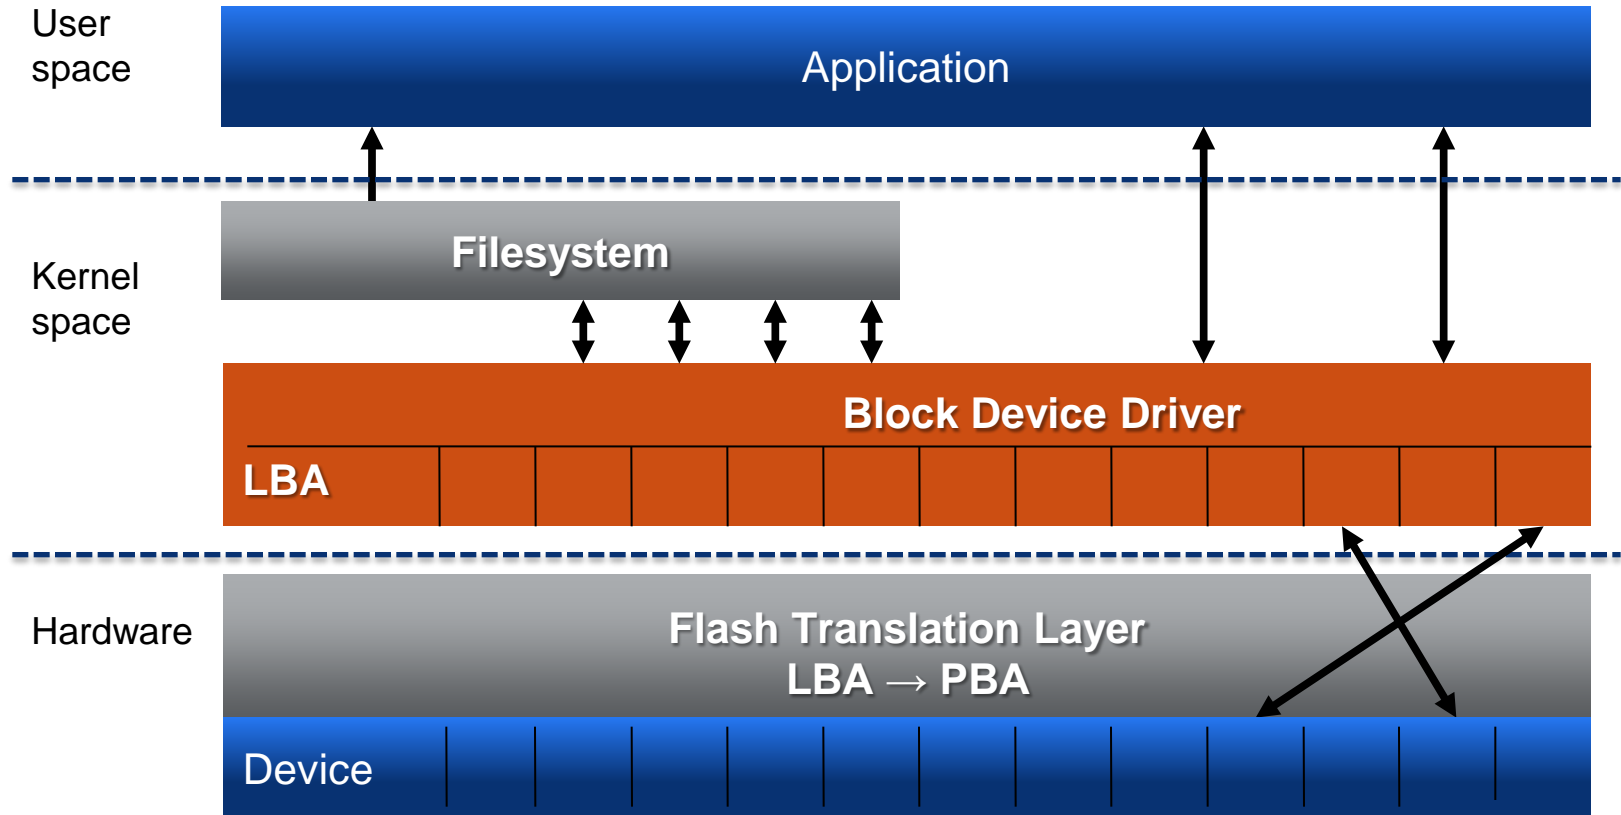 User
space
Application
Filesystem
Kernel
space
Block Device Driver
LBA
Flash Translation Layer
LBA → PBA
Hardware
Device